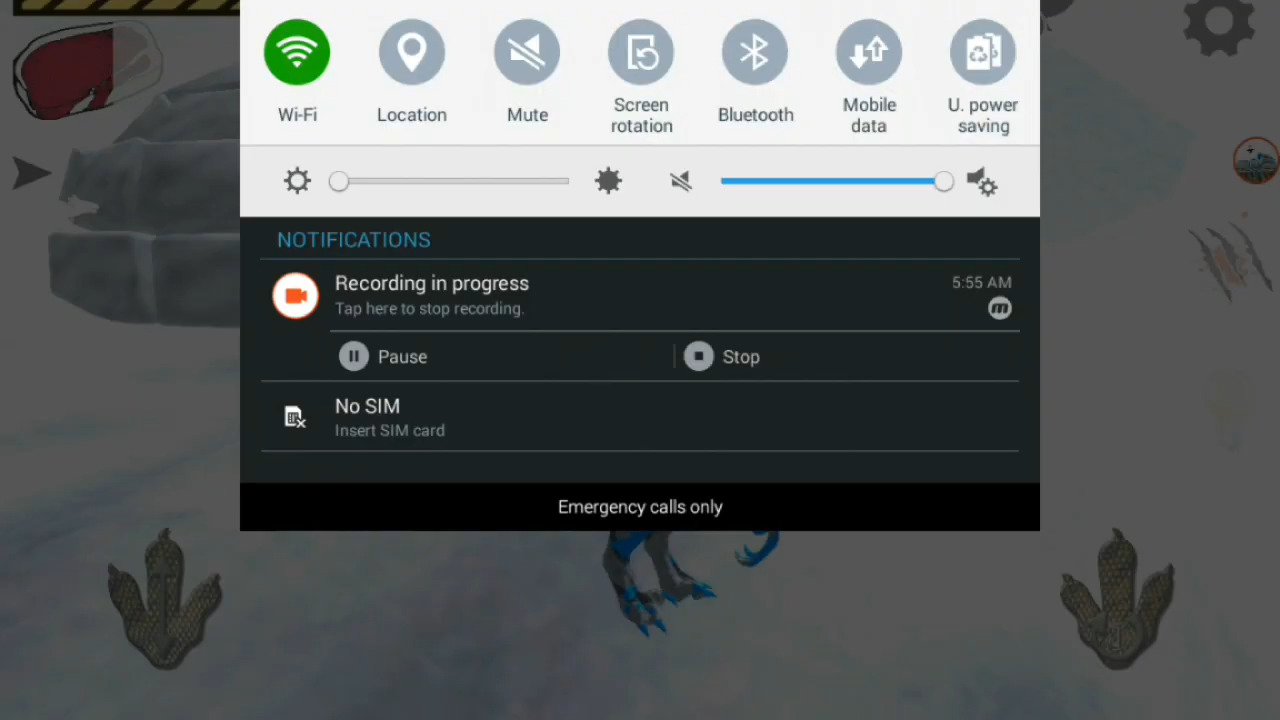 Wi-Fi
Location
Mute
Screen
rotation
Bluetooth
Mobile
data
U. power
saving
NOTIFICATIONS
Recording in progress
5:55 AM
Tap here to stop recording.
m
Pause
Stop
No SIM
Insert SIM card
Emergency calls only